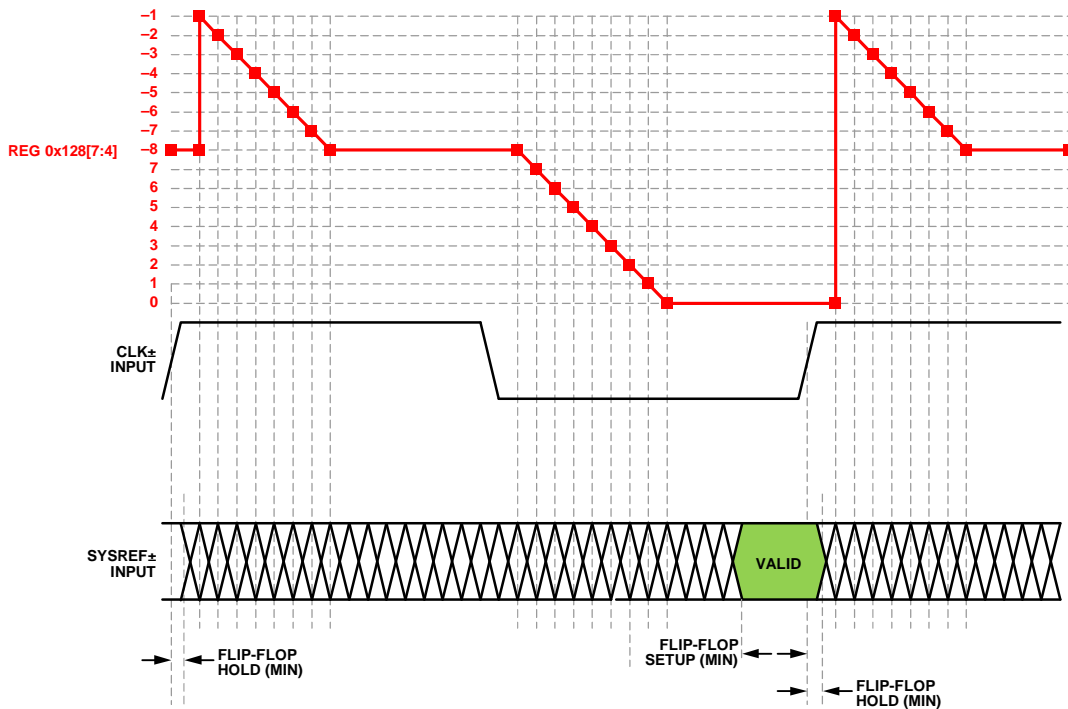 –1
–2
–3
–4
–5
–6
–7
REG 0x128[7:4] –8
7
6
5
4
3
2
1
0
CLK±
INPUT
SYSREF±
INPUT
VALID
FLIP-FLOP
HOLD (MIN)
FLIP-FLOP
SETUP (MIN)
FLIP-FLOP
HOLD (MIN)